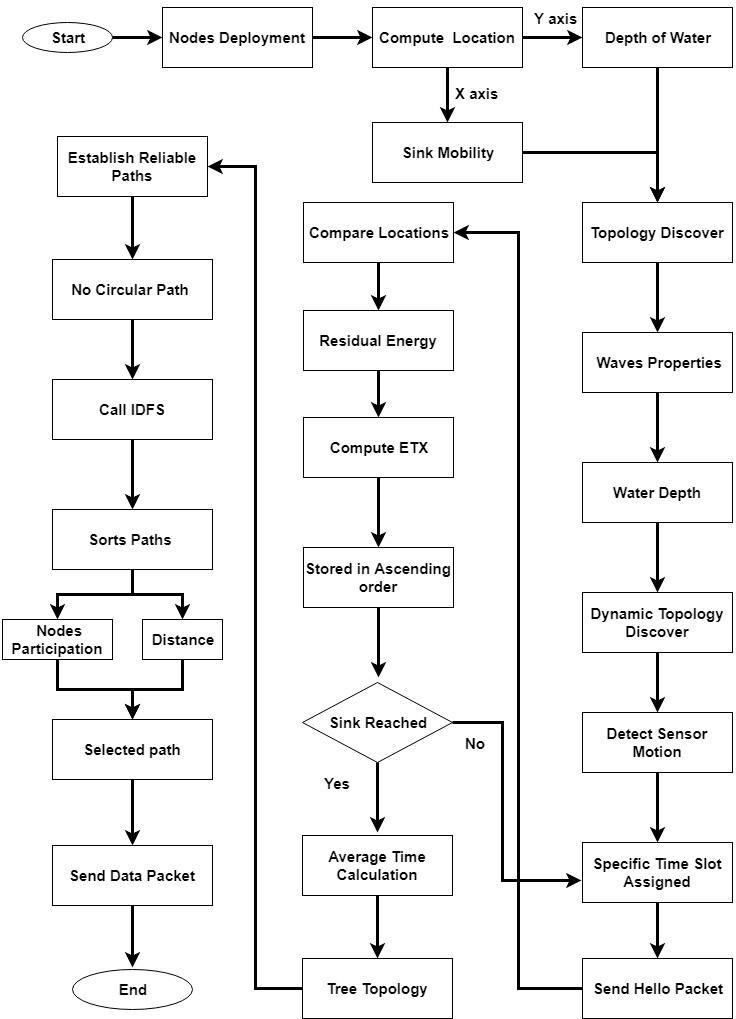 Start
Nodes Deployment
Compute Location
Y axis
Depth of Water
X axis
Sink Mobility
Topology Discover
Waves Properties
Water Depth
Dynamic Topology
Discover
Detect Sensor
Motion
Specific Time Slot
Assigned
Send Hello Packet
Compare Locations
Residual Energy
Compute ETX
Stored in Ascending
order
Sink Reached
No
Yes
Average Time
Calculation
Tree Topology
Establish Reliable
Paths
No Circular Path
Call IDFS
Sorts Paths
Nodes
Participation
Distance
Selected path
Send Data Packet
End